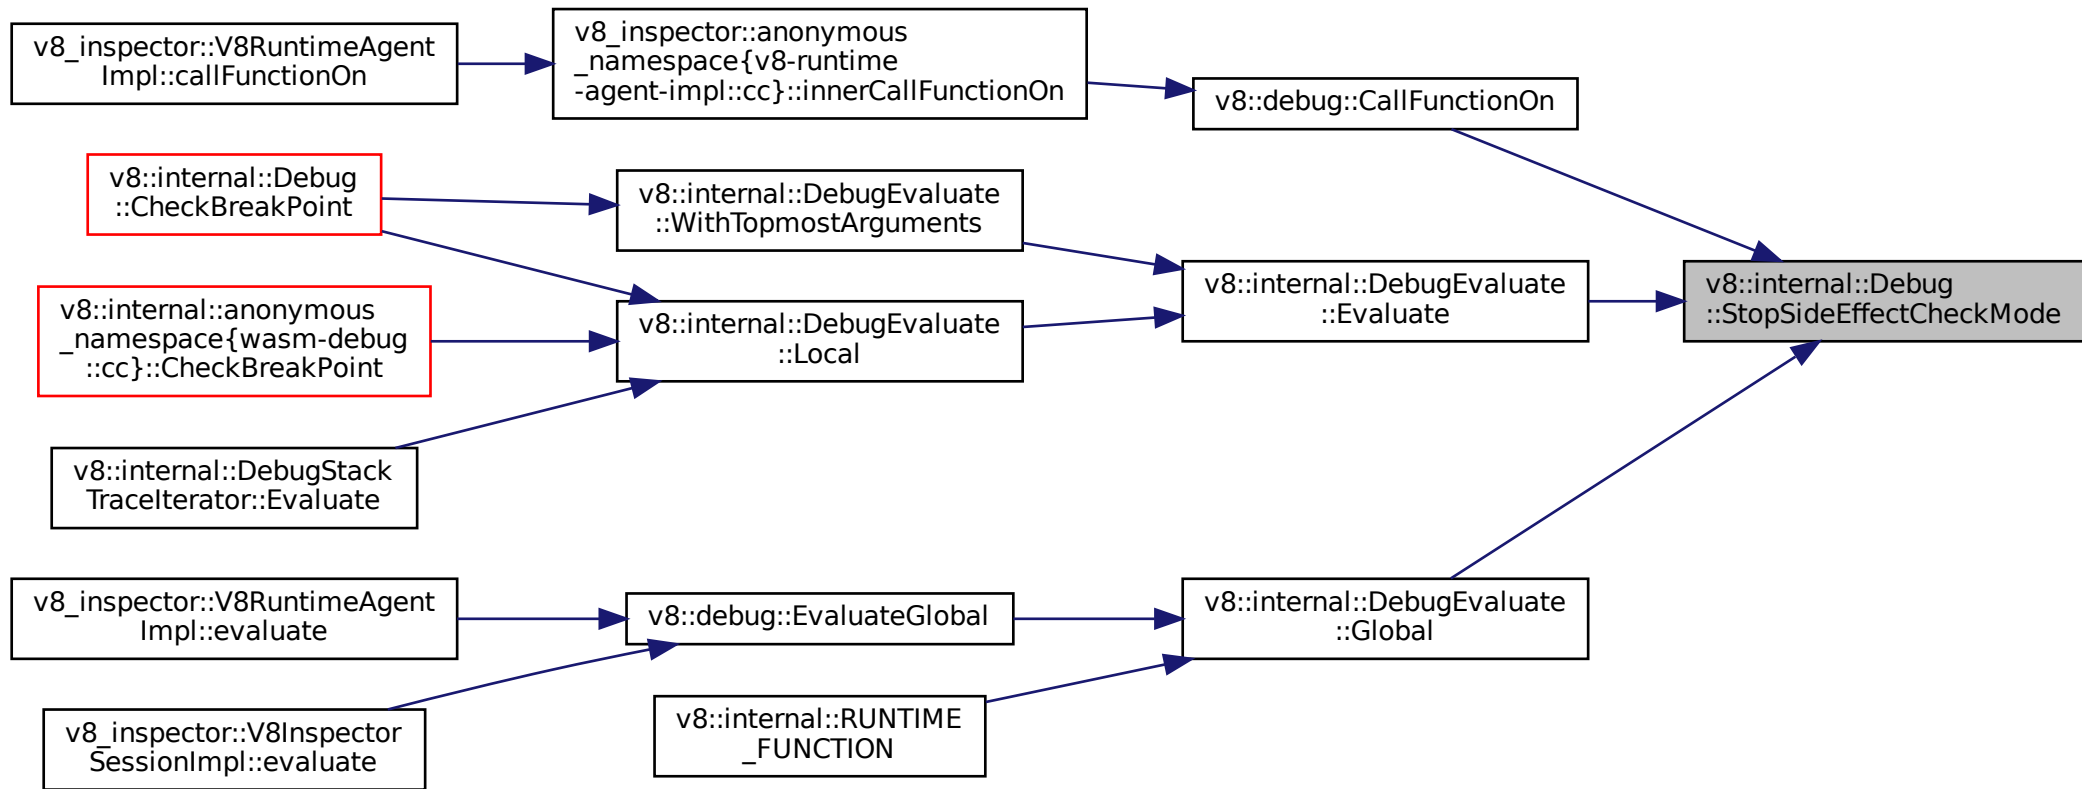 v8_inspector::V8RuntimeAgent
Impl::callFunctionOn
v8_inspector::anonymous
_namespace{v8-runtime
-agent-impl::cc}::innerCallFunctionOn
v8::debug::CallFunctionOn
v8::internal::Debug
::CheckBreakPoint
v8::internal::DebugEvaluate
::WithTopmostArguments
v8::internal::anonymous
_namespace{wasm-debug
::cc}::CheckBreakPoint
v8::internal::DebugEvaluate
::Local
v8::internal::DebugEvaluate
::Evaluate
v8::internal::Debug
::StopSideEffectCheckMode
v8::internal::DebugStack
TraceIterator::Evaluate
v8_inspector::V8RuntimeAgent
Impl::evaluate
v8::debug::EvaluateGlobal
v8::internal::DebugEvaluate
::Global
v8_inspector::V8Inspector
SessionImpl::evaluate
v8::internal::RUNTIME
_FUNCTION